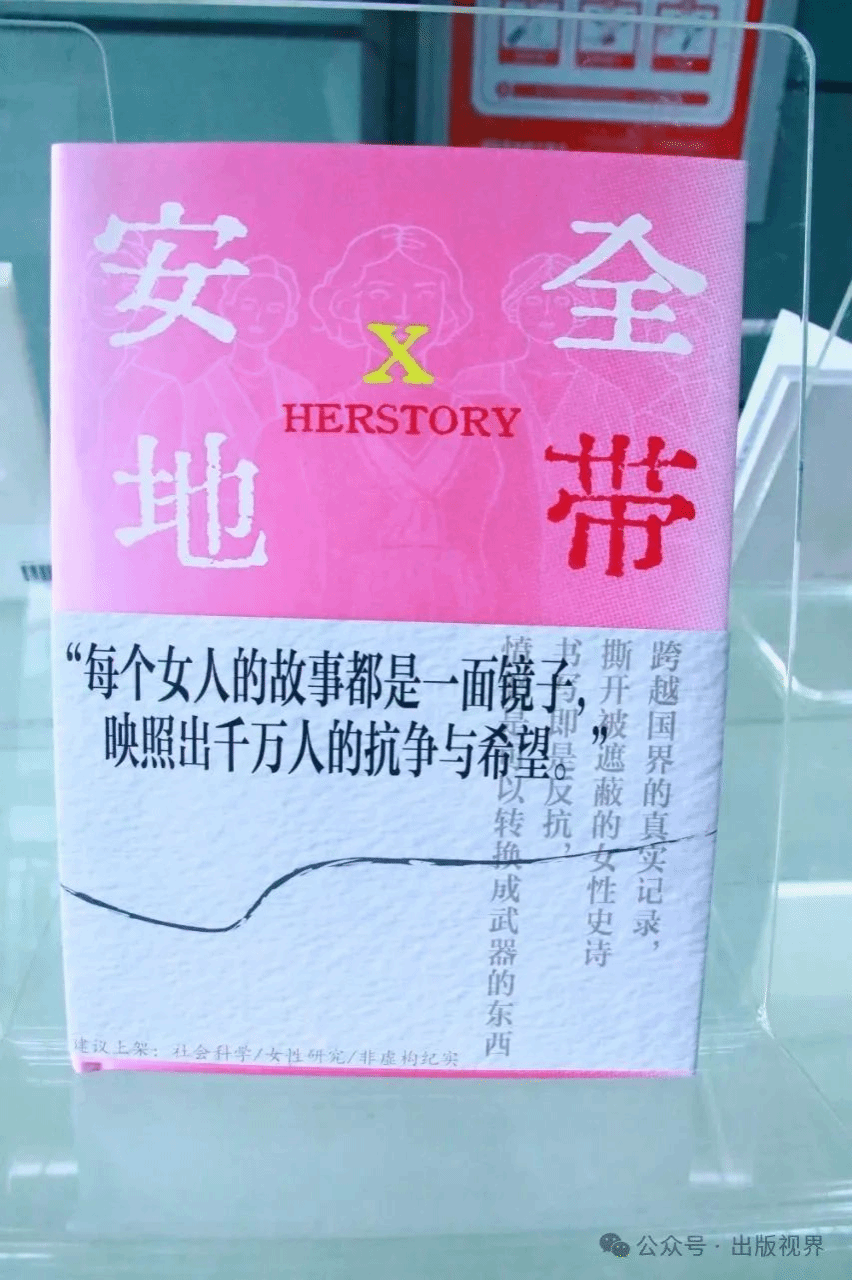 安全
X
HERSTORY
地带
“每个女人的故事都是一面镜子，
映照出千万人的抗争与希望。”
跨越国界的真实记录，
撕开被遮蔽的女性史诗
书写即是反抗，
愤是以转换成武器的东西
建议上架：社会科学/女性研究/非虚构纪实
公众号·出版视界